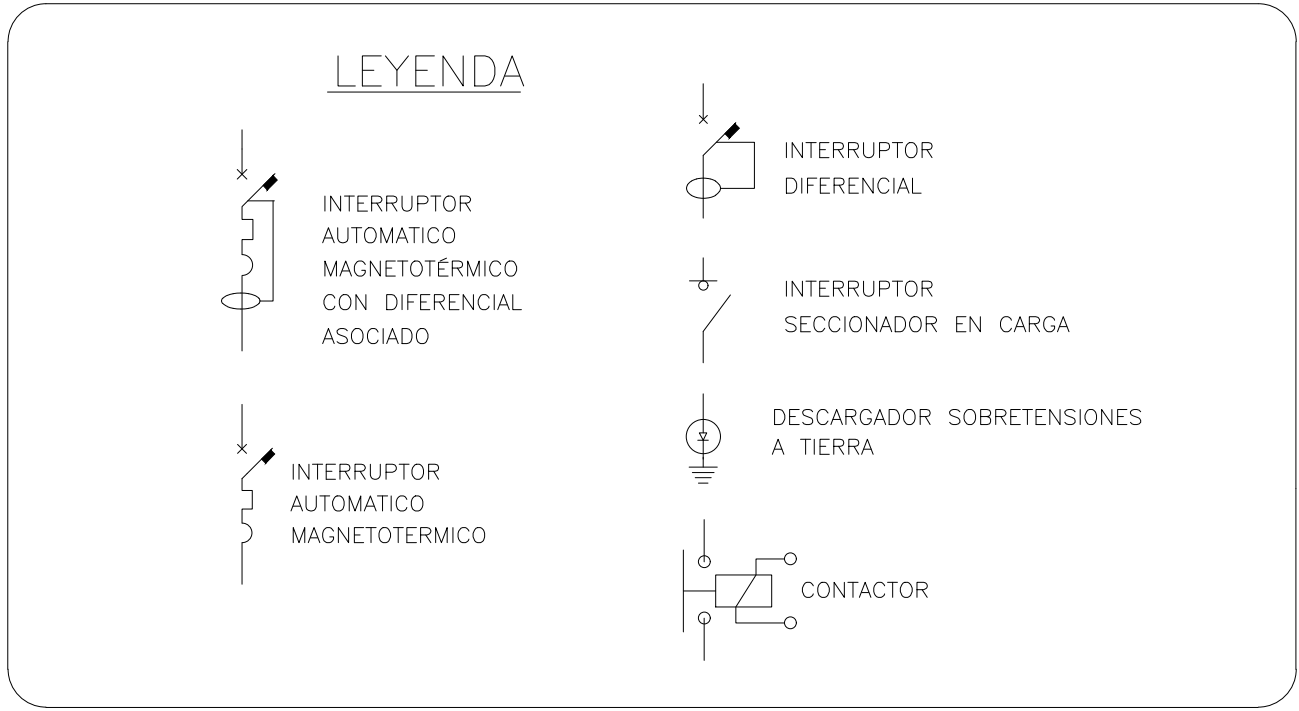 LEYENDA
INTERRUPTOR
AUTOMATICO
MAGNETOTÉRMICO
CON DIFERENCIAL
ASOCIADO
INTERRUPTOR
AUTOMATICO
MAGNETOTERMICO
INTERRUPTOR
DIFERENCIAL
INTERRUPTOR
SECCIONADOR EN CARGA
DESCARGADOR SOBRETENSIONES
A TIERRA
CONTACTOR